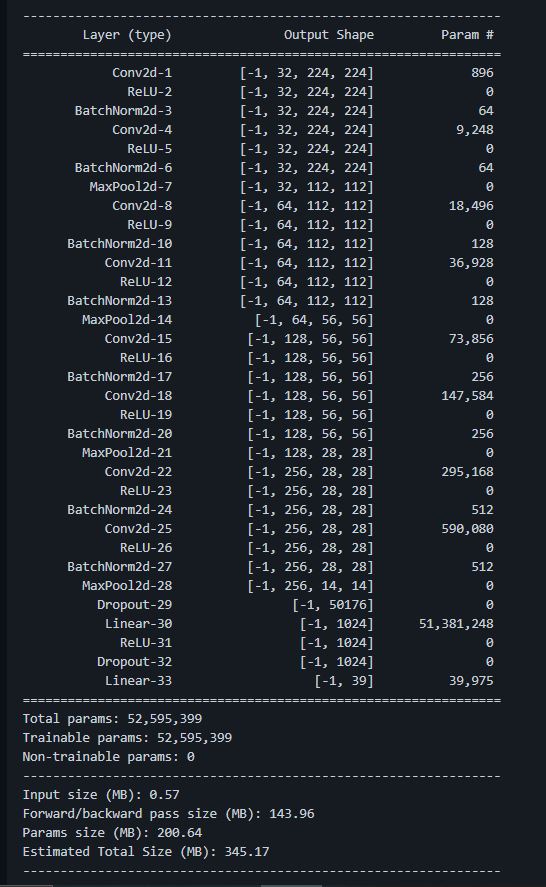 ----------------------------------------------------------------
Layer (type) Output Shape Param #
================================================================
Conv2d-1 [-1, 32, 224, 224] 896
ReLU-2 [-1, 32, 224, 224] 0
BatchNorm2d-3 [-1, 32, 224, 224] 64
Conv2d-4 [-1, 32, 224, 224] 9,248
ReLU-5 [-1, 32, 224, 224] 0
BatchNorm2d-6 [-1, 32, 224, 224] 64
MaxPool2d-7 [-1, 32, 112, 112] 0
Conv2d-8 [-1, 64, 112, 112] 18,496
ReLU-9 [-1, 64, 112, 112] 0
BatchNorm2d-10 [-1, 64, 112, 112] 128
Conv2d-11 [-1, 64, 112, 112] 36,928
ReLU-12 [-1, 64, 112, 112] 0
BatchNorm2d-13 [-1, 64, 112, 112] 128
MaxPool2d-14 [-1, 64, 56, 56] 0
Conv2d-15 [-1, 128, 56, 56] 73,856
ReLU-16 [-1, 128, 56, 56] 0
BatchNorm2d-17 [-1, 128, 56, 56] 256
Conv2d-18 [-1, 128, 56, 56] 147,584
ReLU-19 [-1, 128, 56, 56] 0
BatchNorm2d-20 [-1, 128, 56, 56] 256
MaxPool2d-21 [-1, 128, 28, 28] 0
Conv2d-22 [-1, 256, 28, 28] 295,168
ReLU-23 [-1, 256, 28, 28] 0
BatchNorm2d-24 [-1, 256, 28, 28] 512
Conv2d-25 [-1, 256, 28, 28] 590,080
ReLU-26 [-1, 256, 28, 28] 0
BatchNorm2d-27 [-1, 256, 28, 28] 512
MaxPool2d-28 [-1, 256, 14, 14] 0
Dropout-29 [-1, 50176] 0
Linear-30 [-1, 1024] 51,381,248
ReLU-31 [-1, 1024] 0
Dropout-32 [-1, 1024] 0
Linear-33 [-1, 39] 39,975
================================================================
Total params: 52,595,399
Trainable params: 52,595,399
Non-trainable params: 0
----------------------------------------------------------------
Input size (MB): 0.57
Forward/backward pass size (MB): 143.96
Params size (MB): 200.64
Estimated Total Size (MB): 345.17
----------------------------------------------------------------